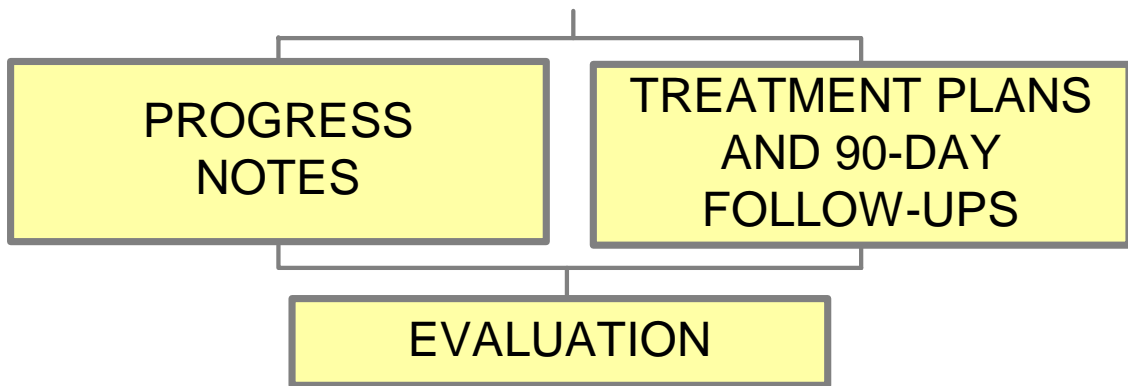 PROGRESS
NOTES
TREATMENT PLANS
AND 90-DAY
FOLLOW-UPS
EVALUATION